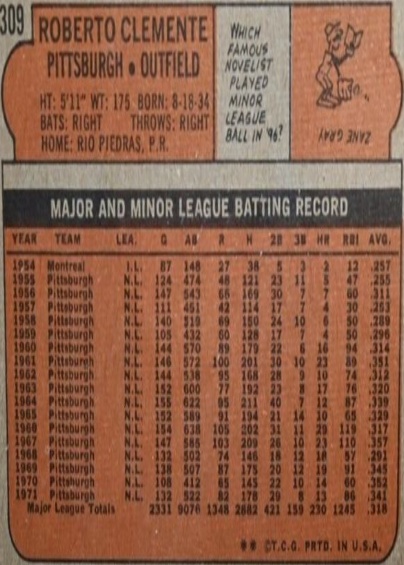 309
ROBERTO CLEMENTE
PITTSBURGH • OUTFIELD
HT: 5'11" WT: 175 BORN: 8-18-34
BATS: RIGHT THROWS: RIGHT
HOME: RIO PIEDRAS, P.R.
WHICH
FAMOUS
NOVELIST
PLAYED
MINOR
LEAGUE
BALL IN '96?
ZANE GRAY
MAJOR AND MINOR LEAGUE BATTING RECORD
YEAR TEAM LEA. G AB R H 2B 3B HR RBI AVG.
1954 Montreal I.L. 87 148 27 38 5 3 2 12 .257
1955 Pittsburgh N.L. 124 474 48 121 23 11 5 47 .255
1956 Pittsburgh N.L. 147 543 66 169 30 7 7 60 .311
1957 Pittsburgh N.L. 111 451 42 114 17 7 4 30 .253
1958 Pittsburgh N.L. 140 519 69 150 24 10 6 50 .289
1959 Pittsburgh N.L. 105 432 60 128 17 7 4 50 .296
1960 Pittsburgh N.L. 144 570 89 179 22 6 16 94 .314
1961 Pittsburgh N.L. 146 572 100 201 30 10 23 89 .351
1962 Pittsburgh N.L. 144 538 95 168 28 9 10 74 .312
1963 Pittsburgh N.L. 152 600 77 192 23 8 17 76 .320
1964 Pittsburgh N.L. 155 622 95 211 40 7 12 87 .339
1965 Pittsburgh N.L. 152 589 91 194 21 14 10 65 .329
1966 Pittsburgh N.L. 154 638 105 202 31 11 29 119 .317
1967 Pittsburgh N.L. 147 585 103 209 26 10 23 110 .357
1968 Pittsburgh N.L. 132 502 74 146 18 12 18 57 .291
1969 Pittsburgh N.L. 138 507 87 175 20 12 19 91 .345
1970 Pittsburgh N.L. 108 412 65 145 22 10 14 60 .352
1971 Pittsburgh N.L. 132 522 82 178 29 8 13 86 .341
Major League Totals 2331 9076 1348 2882 421 159 230 1245 .318
©T.C.G. PRTD. IN U.S.A.